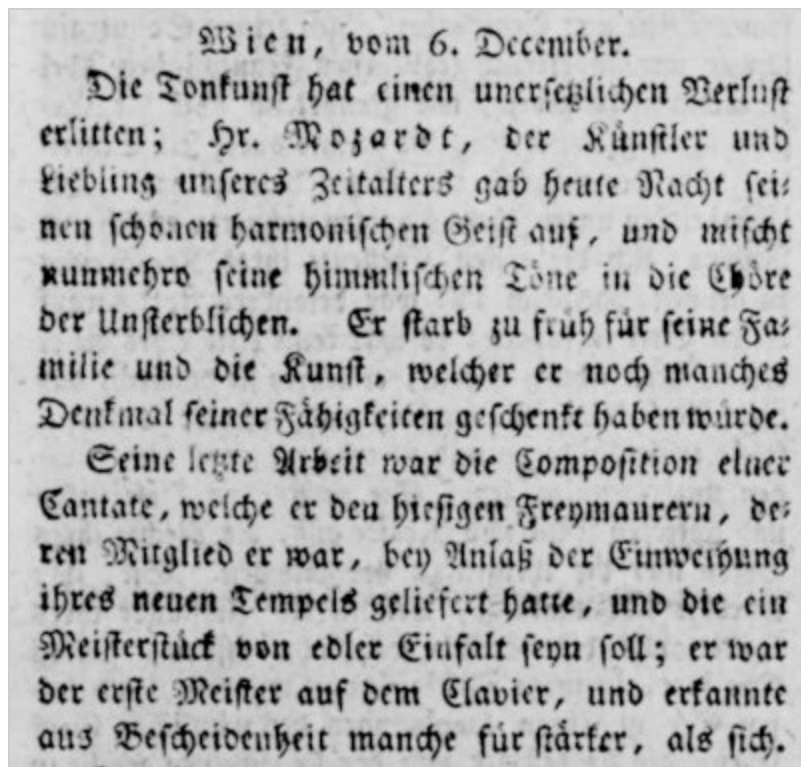 Wien, vom 6. December.
Die Tonkunst hat einen unersetzlichen Verlust
erlitten; Hr. Mozardt, der Künstler und
Liebling unseres Zeitalters gab heute Nacht sei-
nen schönen harmonischen Geist auf, und mischt
nunmehro seine himmlischen Töne in die Chöre
der Unsterblichen. Er starb zu früh für seine Fa-
milie und die Kunst, welcher er noch manches
Denkmal seiner Fähigkeiten geschenkt haben würde.
Seine letzte Arbeit war die Composition einer
Cantate, welche er den hiesigen Freymaurern, de-
ren Mitglied er war, bey Anlaß der Einweihung
ihres neuen Tempels geliefert hatte, und die ein
Meisterstück von edler Einfalt seyn soll; er war
der erste Meister auf dem Clavier, und erkannte
aus Bescheidenheit manche für stärker, als sich.